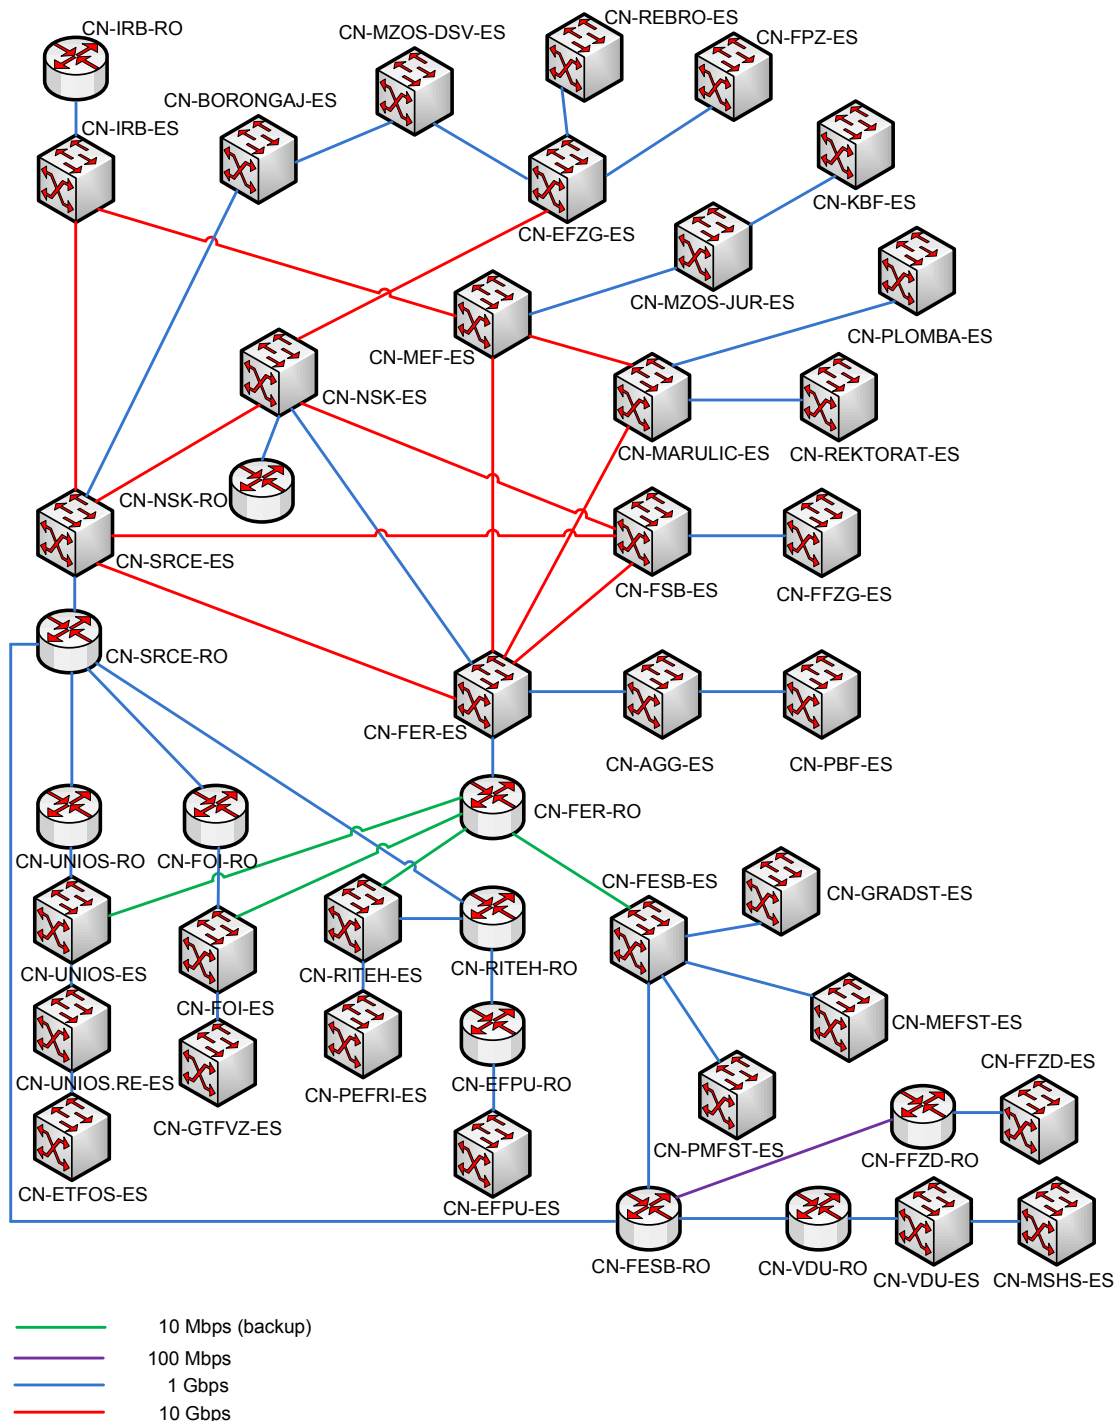 CN-REBRO-ES
CN-IRB-RO
CN-MZOS-DSV-ES
CN-FPZ-ES
CN-BORONGAJ-ES
CN-IRB-ES
CN-KBF-ES
CN-EFZG-ES
CN-MZOS-JUR-ES
CN-PLOMBA-ES
CN-MEF-ES
CN-NSK-ES
CN-MARULIC-ES
CN-REKTORAT-ES
CN-NSK-RO
CN-SRCE-ES
CN-FSB-ES
CN-FFZG-ES
CN-SRCE-RO
CN-FER-ES
CN-AGG-ES
CN-PBF-ES
CN-FER-RO
CN-UNIOS-RO
CN-FOI-RO
CN-FESB-ES
CN-GRADST-ES
CN-UNIOS-ES
CN-RITEH-ES
CN-RITEH-RO
CN-FOI-ES
CN-MEFST-ES
CN-FFZD-ES
CN-UNIOS.RE-ES
CN-EFPU-RO
CN-PEFRI-ES
CN-GTFVZ-ES
CN-PMFST-ES
CN-FFZD-RO
CN-ETFOS-ES
CN-EFPU-ES
CN-FESB-RO
CN-VDU-RO
CN-VDU-ES
CN-MSHS-ES
10 Mbps (backup)
100 Mbps
1 Gbps
10 Gbps